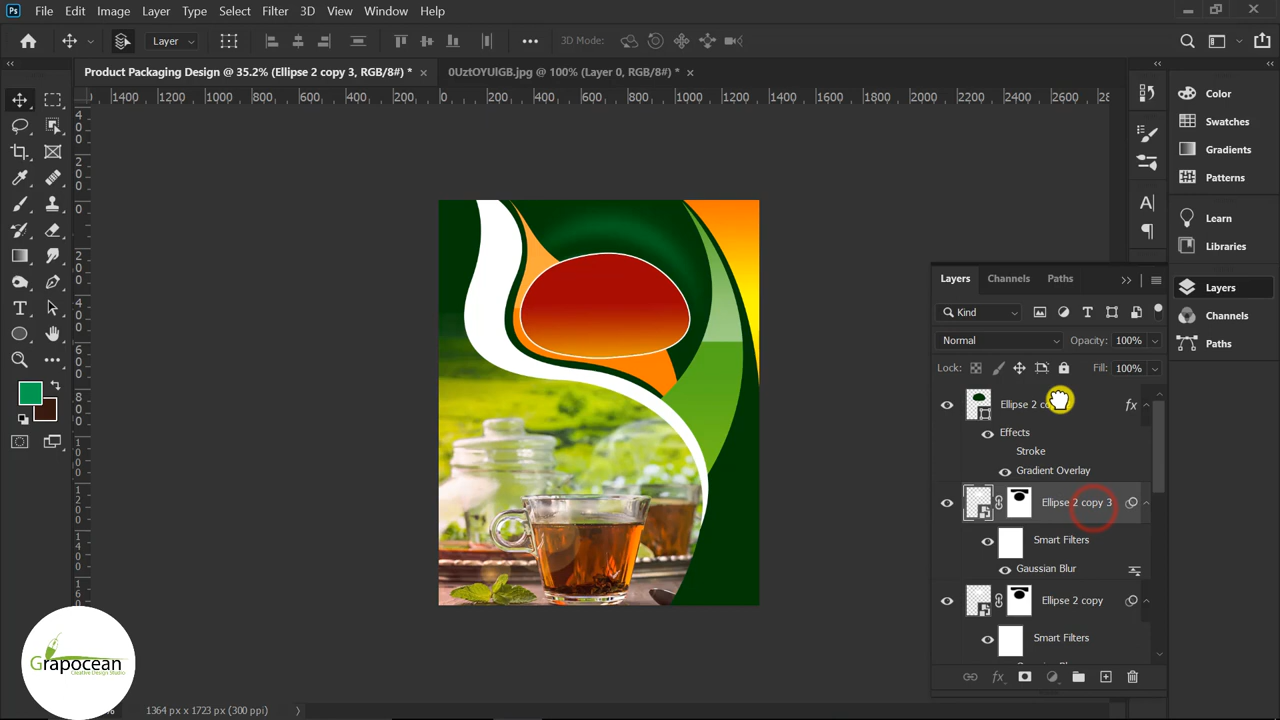 Ps File Edit Image Layer Type Select Filter 3D View Window Help
Layer 3D Mode:
Product Packaging Design @ 35.2% (Ellipse 2 copy 3, RGB/8#) * 0UztOYUlGB.jpg @ 100% (Layer 0, RGB/8#) *
1400 1200 1000 800 600 400 200 0 200 400 600 800 1000 1200 1400 1600 1800 2000 2200 2400 2600
Color
Swatches
Gradients
Patterns
Learn
Libraries
Layers
Channels
Paths
Layers Channels Paths
Kind
Normal Opacity: 100%
Lock: Fill: 100%
Ellipse 2 fx
Effects
Stroke
Gradient Overlay
Ellipse 2 copy 3
Smart Filters
Gaussian Blur
Ellipse 2 copy
Smart Filters
Grapocean
Creative Design Studio
1364 px x 1723 px (300 ppi)